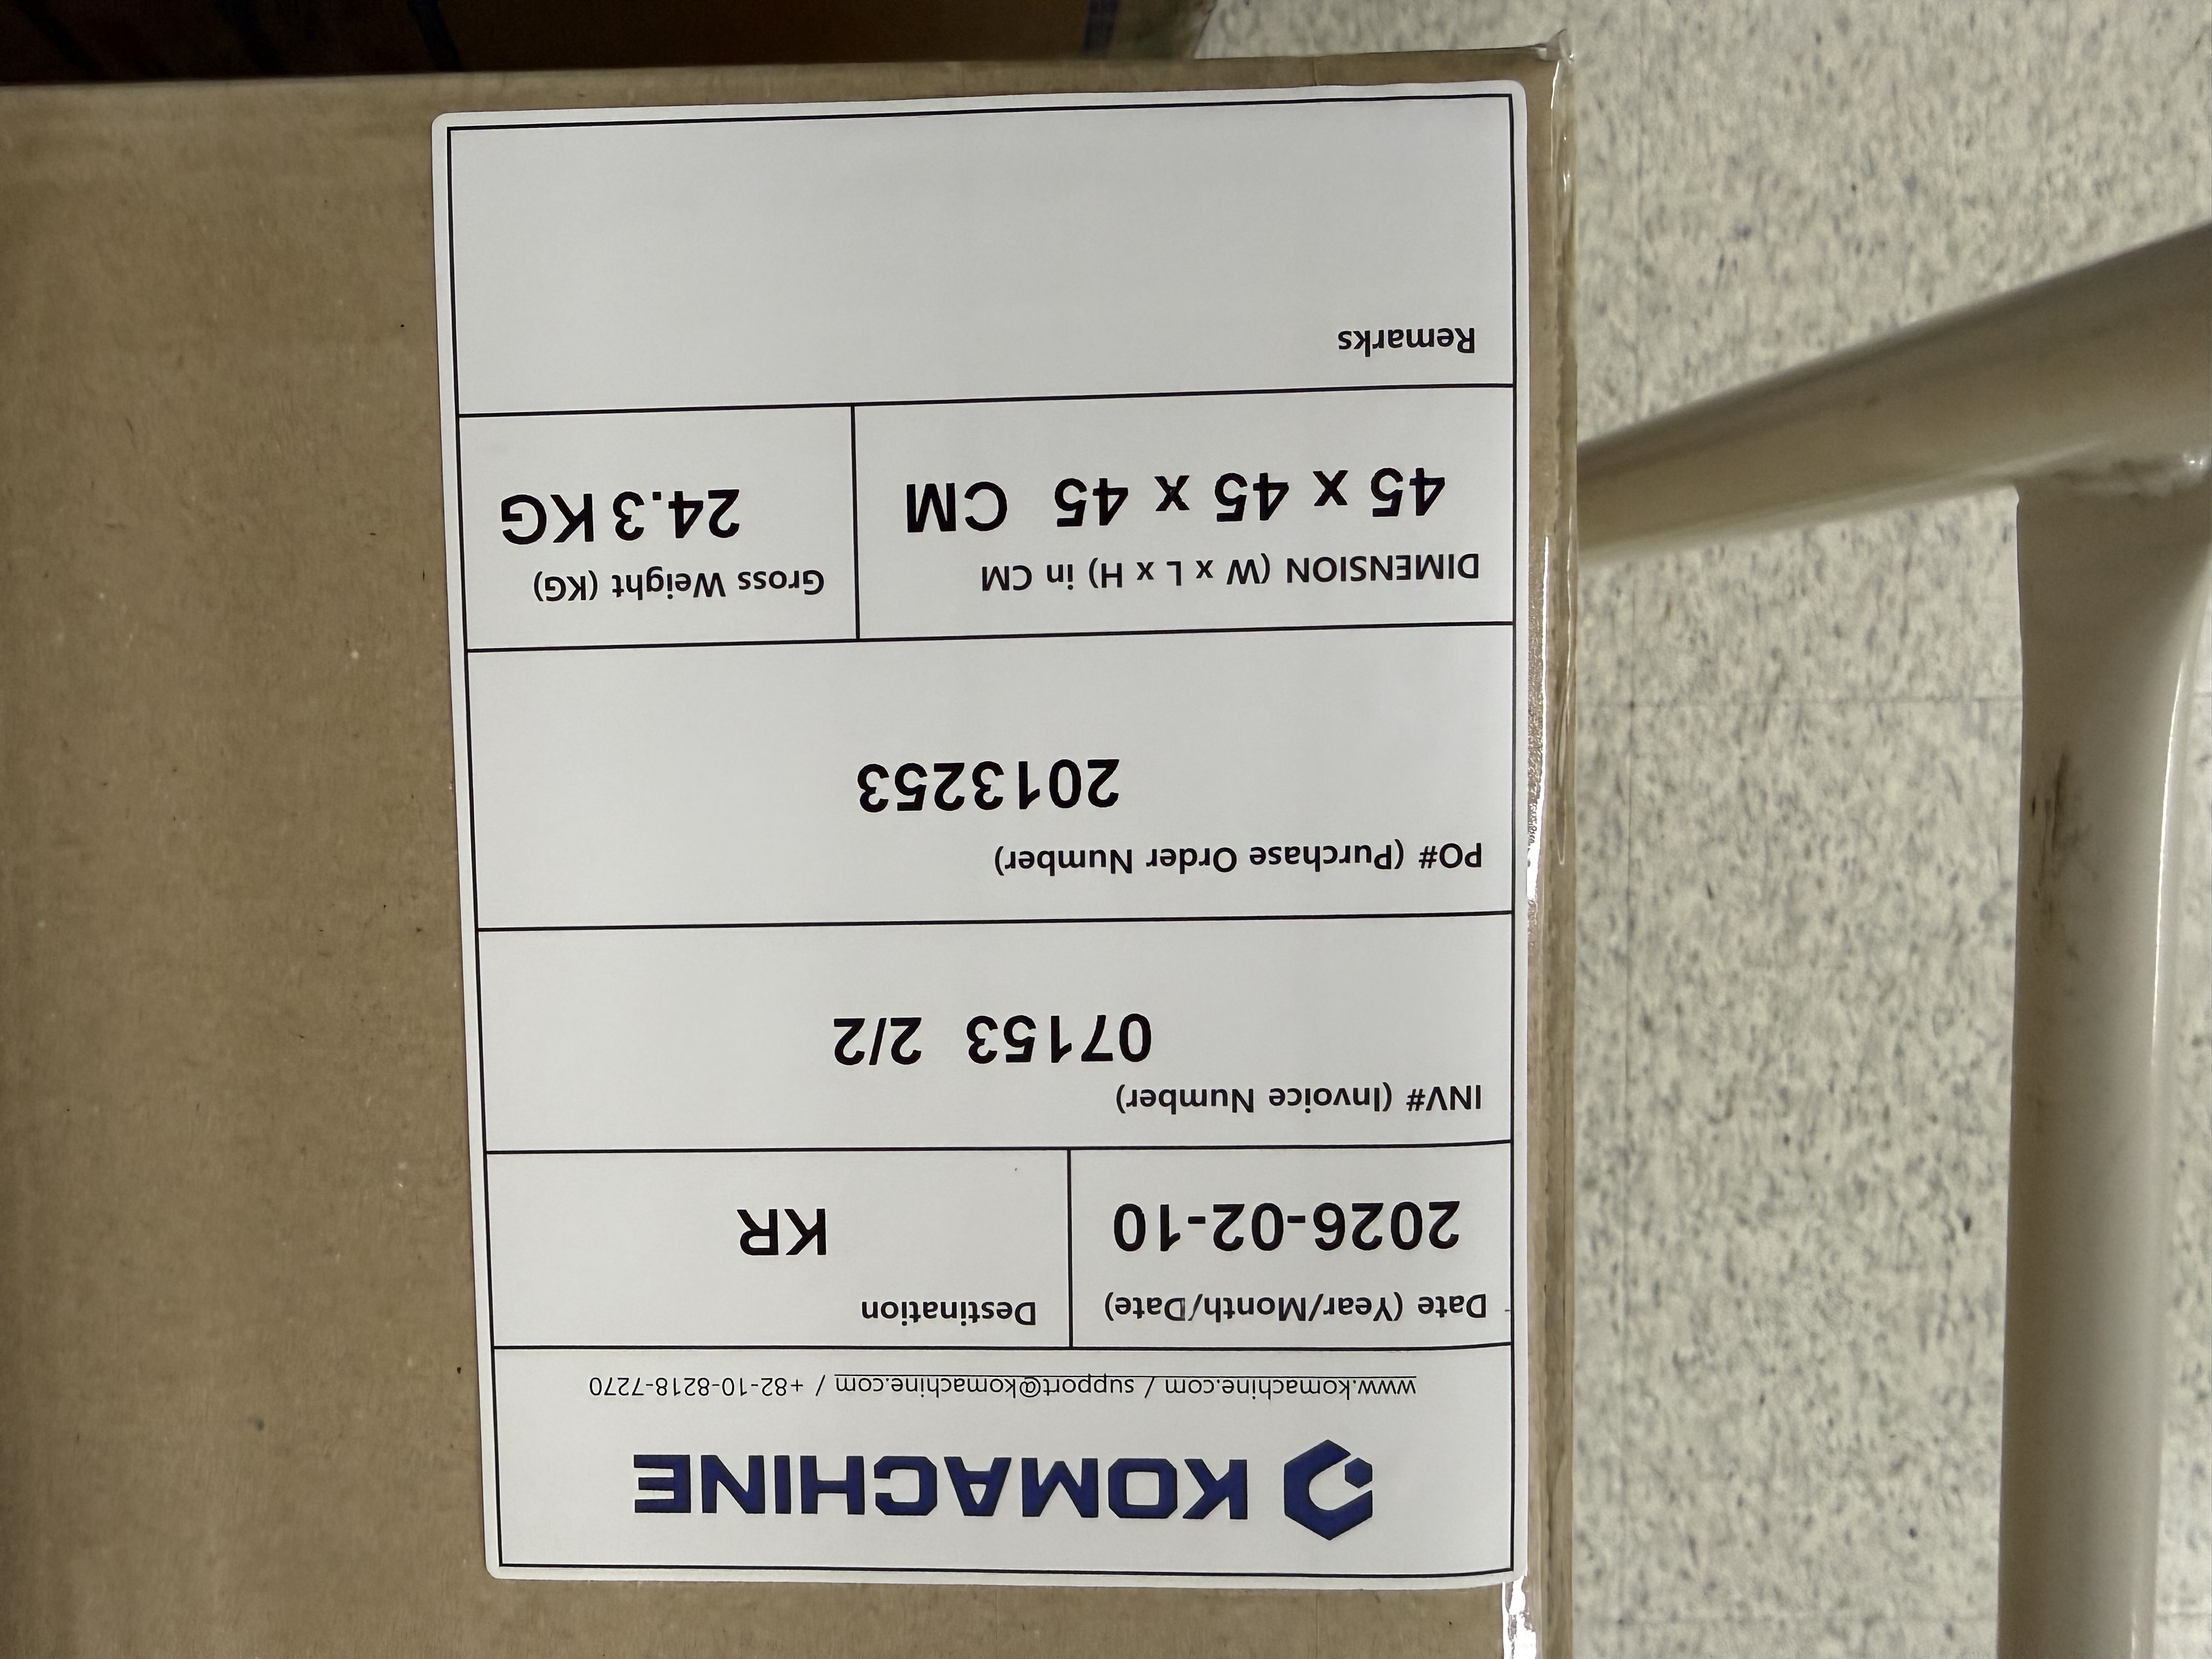 KOMACHINE
www.komachine.com / support@komachine.com / +82-10-8218-7270
Date (Year/Month/Date)
2026-02-10
Destination
KR
INV# (Invoice Number)
07153 2/2
PO# (Purchase Order Number)
2013253
DIMENSION (W x L x H) in CM
45 x 45 x 45 CM
Gross Weight (KG)
24.3 KG
Remarks